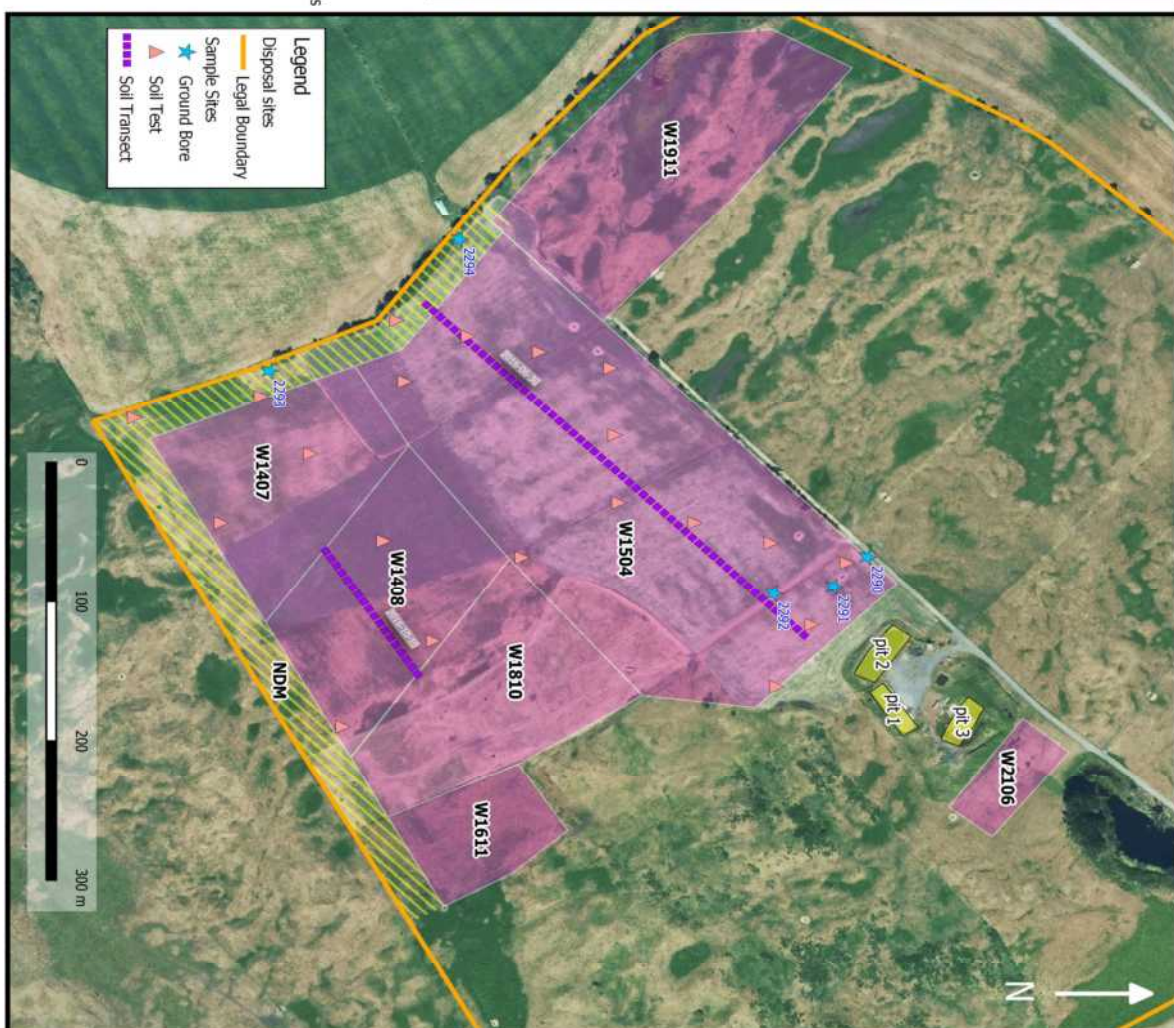 N
W2106
pit 3
pit 1
pit 2
2290
2291
2292
W1911
W1504
W1810
W1611
2294
W1408
2293
NDM
W1407
Legend
Disposal sites
Legal Boundary
Sample Sites
Ground Bore
Soil Test
Soil Transect
0 100 200 300 m
s